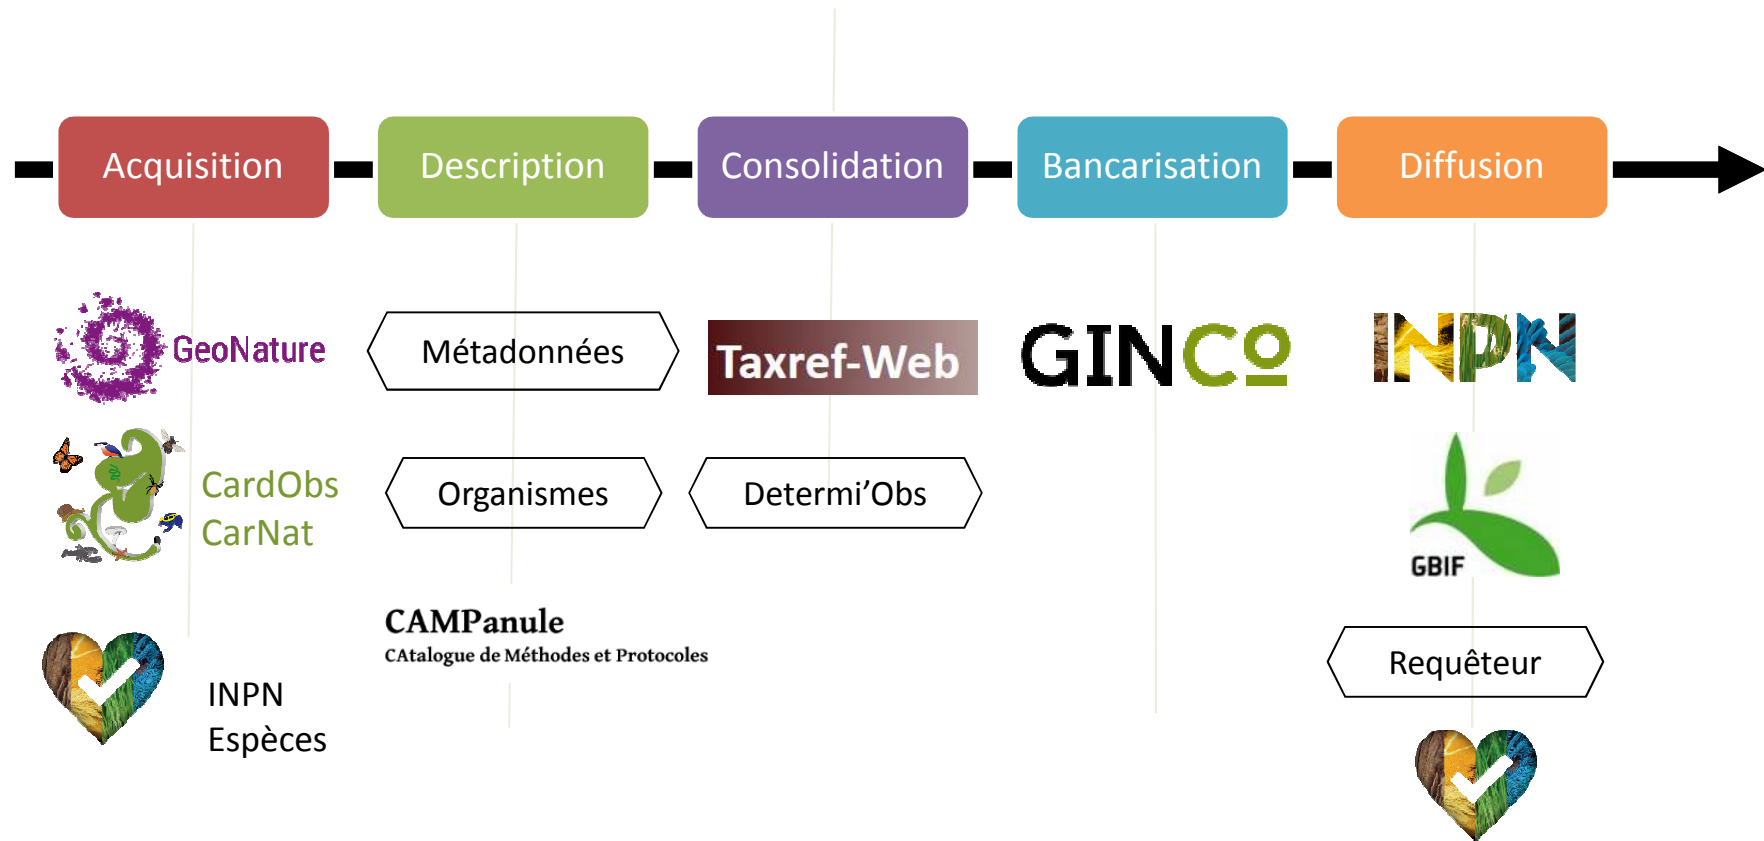 Acquisition
Description
Consolidation
Bancarisation
Diffusion
GeoNature
Métadonnées
Taxref-Web
GINCO
INPN
CardObs
CarNat
Organismes
Determi’Obs
GBIF
CAMPanule
CAtalogue de Méthodes et Protocoles
Requêteur
INPN
Espèces